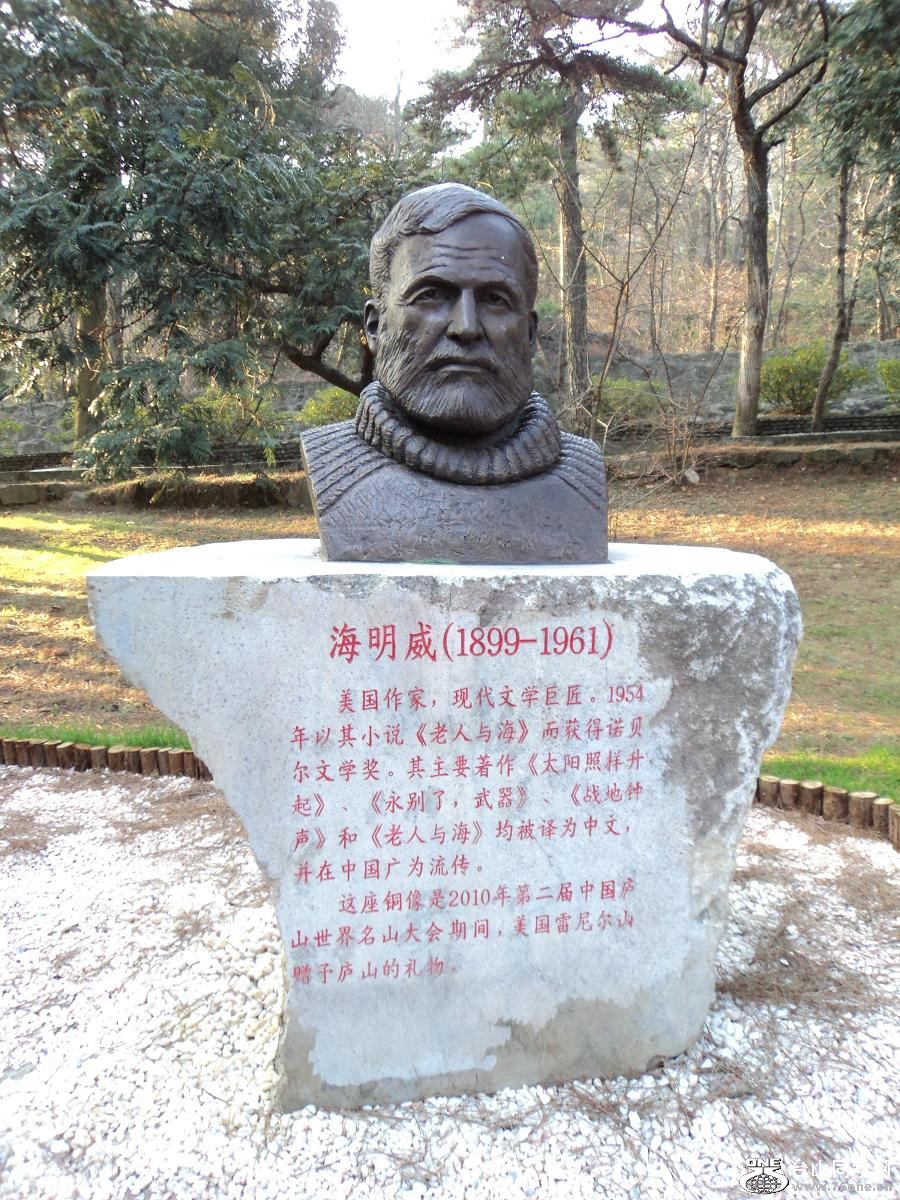 海明威(1899-1961)
美国作家，现代文学巨匠。1954
年以其小说《老人与海》而获得诺贝
尔文学奖。其主要著作《太阳照样升
起》、《永别了，武器》、《战地钟
声》和《老人与海》均被译为中文，
并在中国广为流传。
这座铜像是2010年第二届中国庐
山世界名山大会期间，美国雷尼尔山
赠予庐山的礼物。
ONE